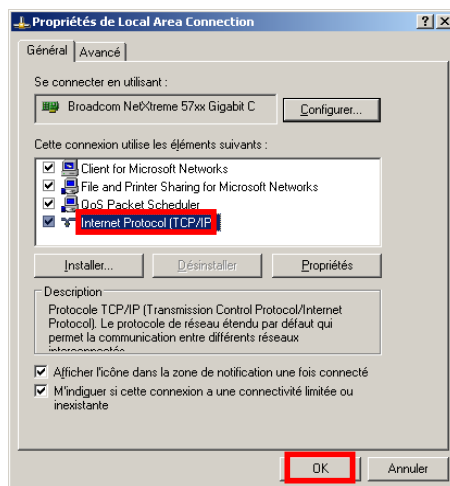 Propriétés de Local Area Connection
Général
Avancé
Se connecter en utilisant :
Broadcom NetXtreme 57xx Gigabit C
Configurer...
Cette connexion utilise les éléments suivants :
Client for Microsoft Networks
File and Printer Sharing for Microsoft Networks
QoS Packet Scheduler
Internet Protocol (TCP/IP
Installer...
Désinstaller
Propriétés
Description
Protocole TCP/IP (Transmission Control Protocol/Internet
Protocol). Le protocole de réseau étendu par défaut qui
permet la communication entre différents réseaux
interconnectés
Afficher l'icône dans la zone de notification une fois connecté
M'indiquer si cette connexion a une connectivité limitée ou
inexistante
OK
Annuler